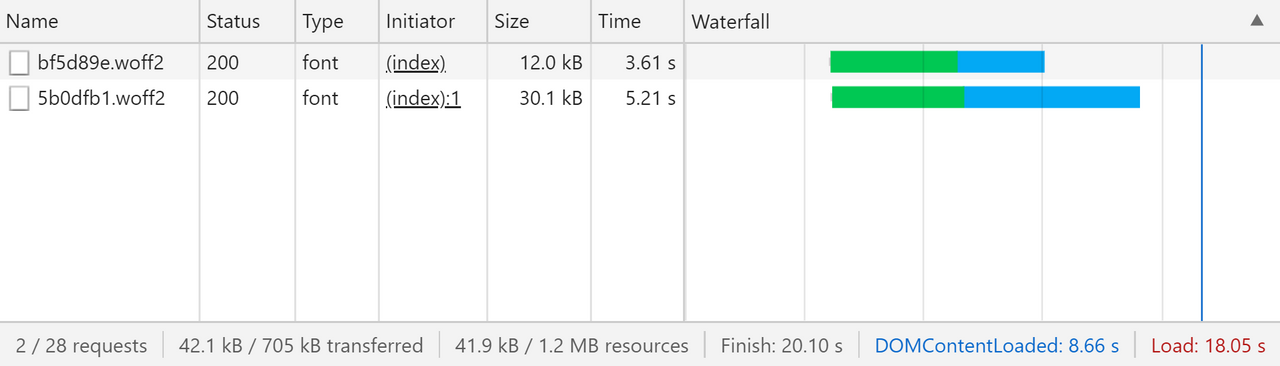 Name Status Type Initiator Size Time Waterfall
bf5d89e.woff2 200 font (index) 12.0 kB 3.61 s
5b0dfb1.woff2 200 font (index):1 30.1 kB 5.21 s
2 / 28 requests 42.1 kB / 705 kB transferred 41.9 kB / 1.2 MB resources Finish: 20.10 s DOMContentLoaded: 8.66 s Load: 18.05 s